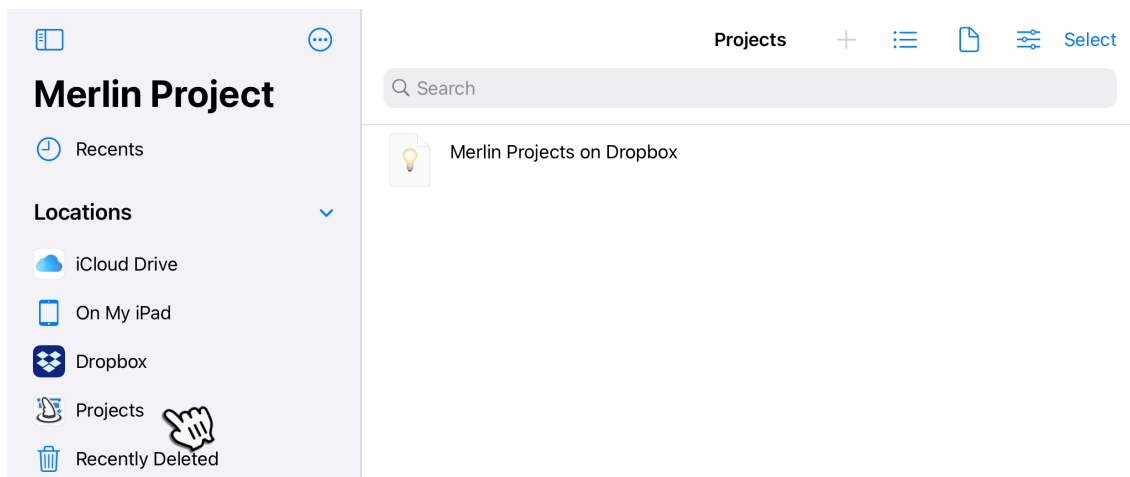 Merlin Project
Recents
Locations
iCloud Drive
On My iPad
Dropbox
Projects
Recently Deleted
Projects
Select
Search
Merlin Projects on Dropbox